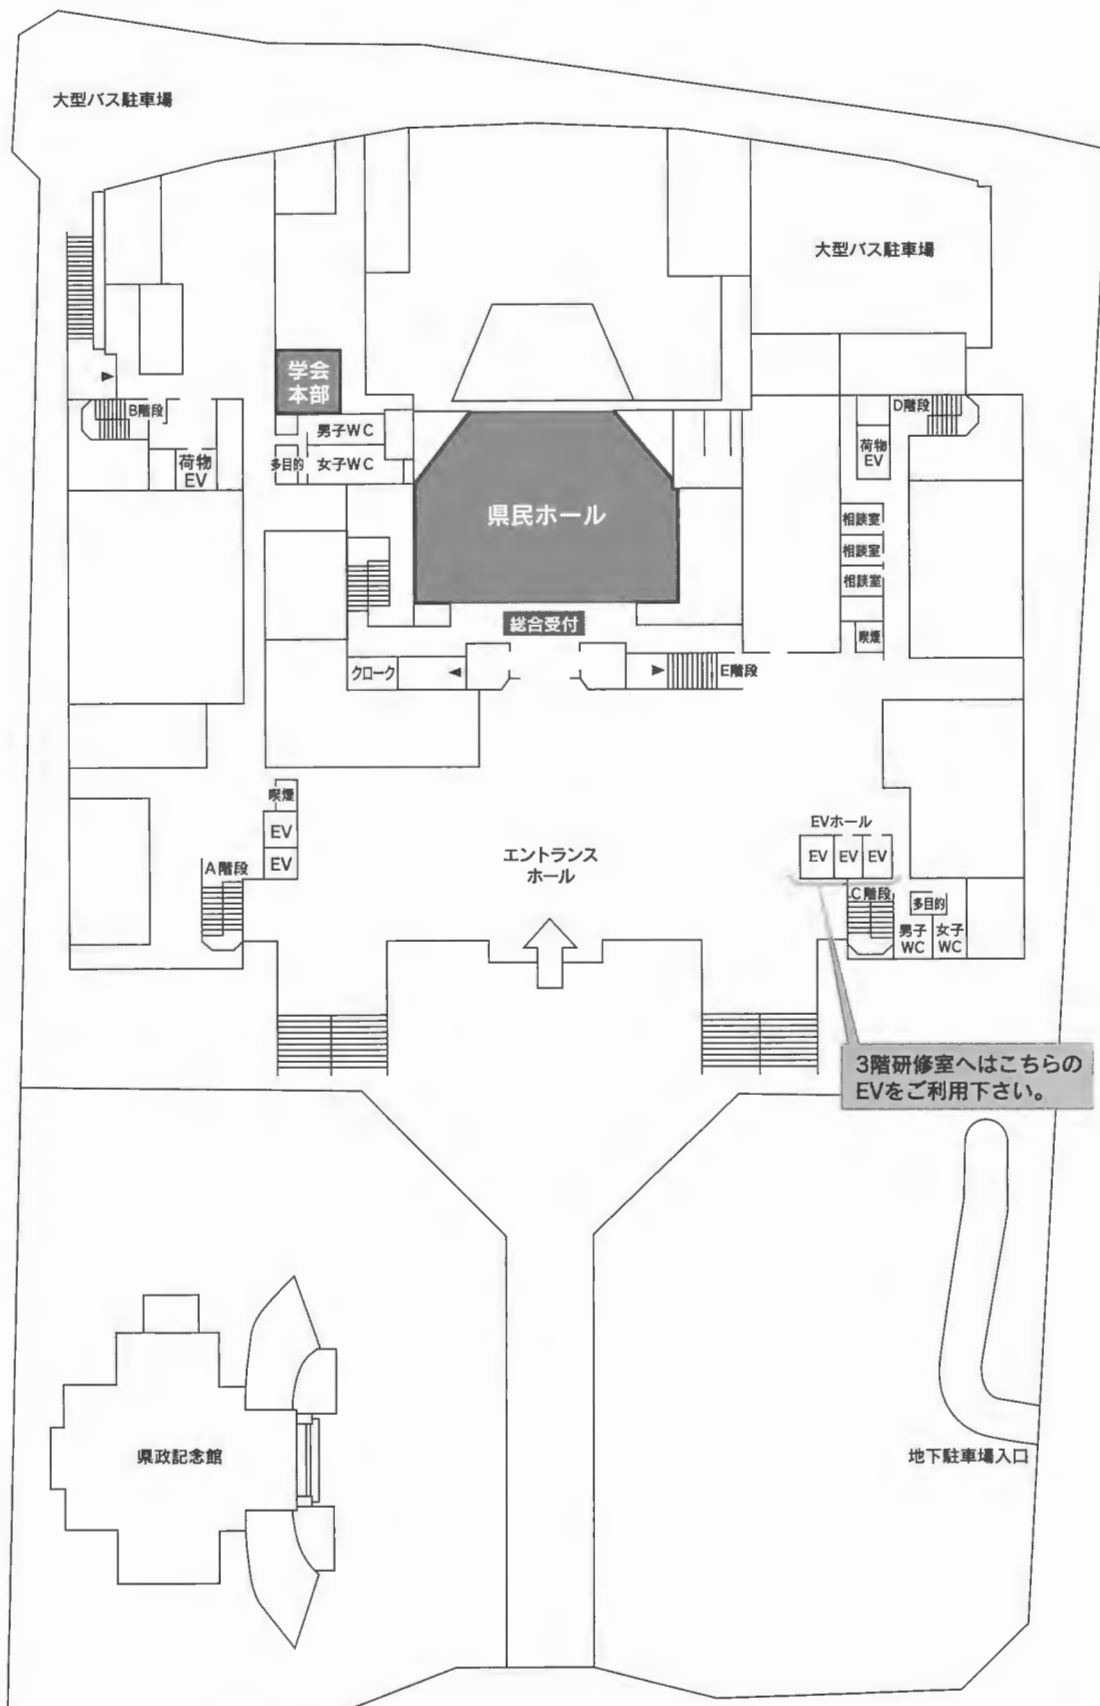 大型バス駐車場
大型バス駐車場
学会
本部
B階段
男子WC
D階段
荷物
EV
多目的
女子WC
荷物
EV
県民ホール
相談室
相談室
相談室
総合受付
喫煙
クローク
E階段
喫煙
EV
EV
A階段
エントランス
ホール
EVホール
EV
EV
EV
C階段
多目的
男子
WC
女子
WC
3階研修室へはこちらの
EVをご利用下さい。
県政記念館
地下駐車場入口